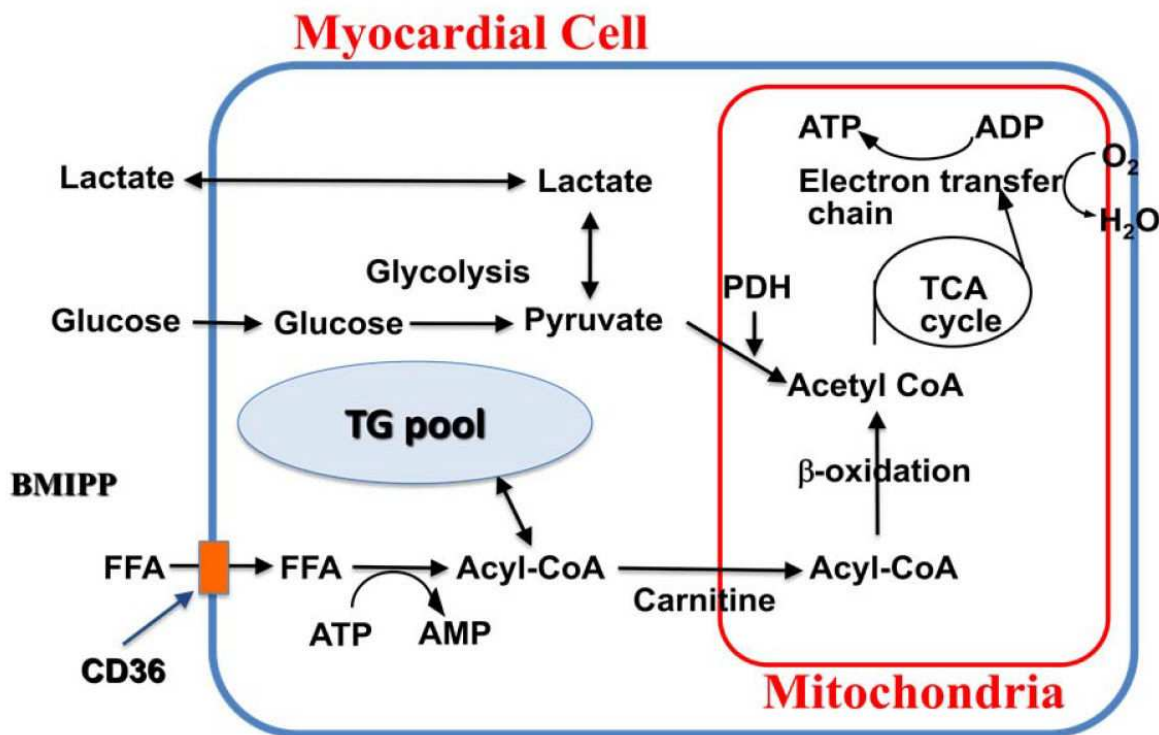 Myocardial Cell
ATP ADP
O2
Lactate Lactate
Electron transfer
chain
H2O
Glycolysis
PDH
TCA
cycle
Glucose Glucose Pyruvate
Acetyl CoA
TG pool
β-oxidation
BMIPP
FFA FFA Acyl-CoA Acyl-CoA
Carnitine
ATP AMP
CD36
Mitochondria